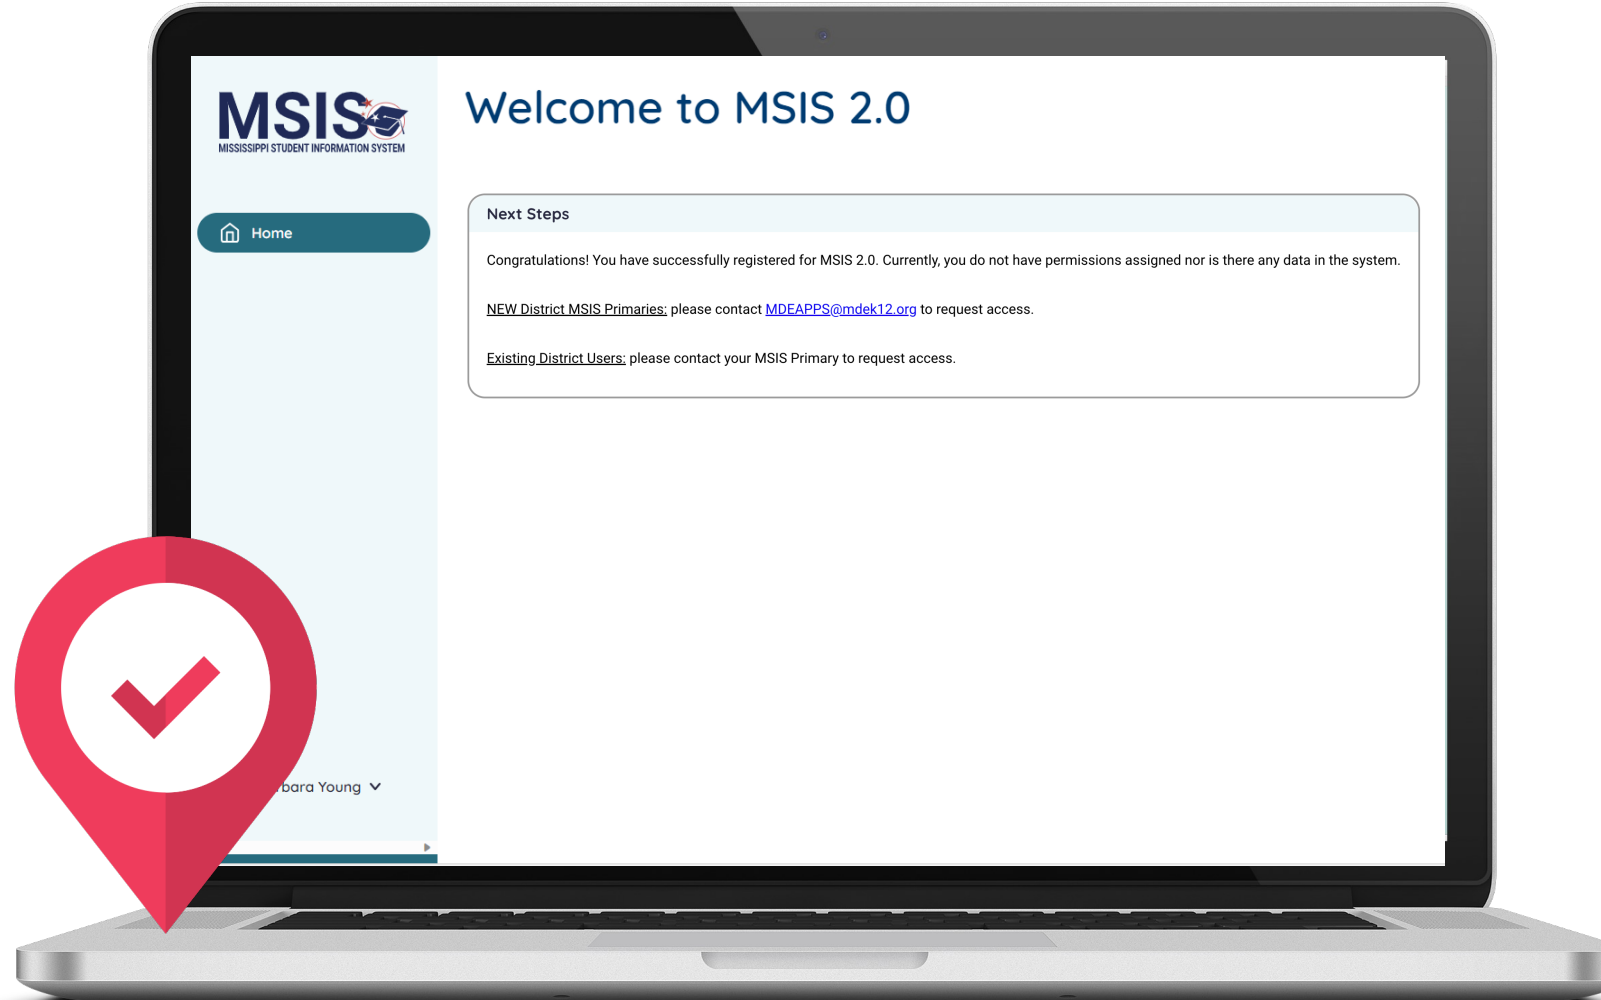 MSIS
MISSISSIPPI STUDENT INFORMATION SYSTEM
Home
Welcome to MSIS 2.0
Next Steps
Congratulations! You have successfully registered for MSIS 2.0. Currently, you do not have permissions assigned nor is there any data in the system.
NEW District MSIS Primaries: please contact MDEAPPS@mdek12.org to request access.
Existing District Users: please contact your MSIS Primary to request access.
Young